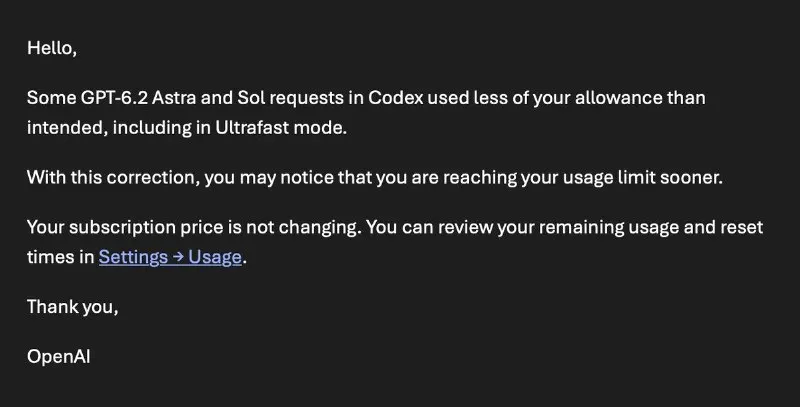 Hello,
Some GPT-6.2 Astra and Sol requests in Codex used less of your allowance than
intended, including in Ultrafast mode.
With this correction, you may notice that you are reaching your usage limit sooner.
Your subscription price is not changing. You can review your remaining usage and reset
times in Settings → Usage.
Thank you,
OpenAI